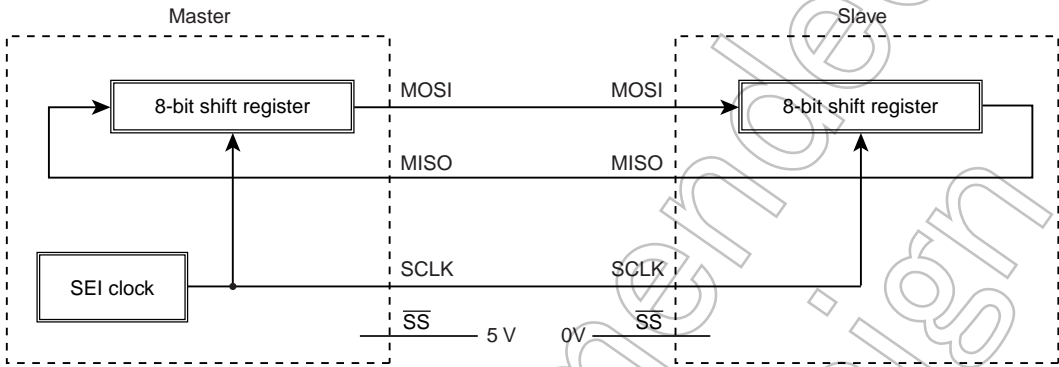 Master
Slave
8-bit shift register
MOSI
MOSI
8-bit shift register
MISO
MISO
SEI clock
SCLK
SCLK
SS
5 V
0V
SS